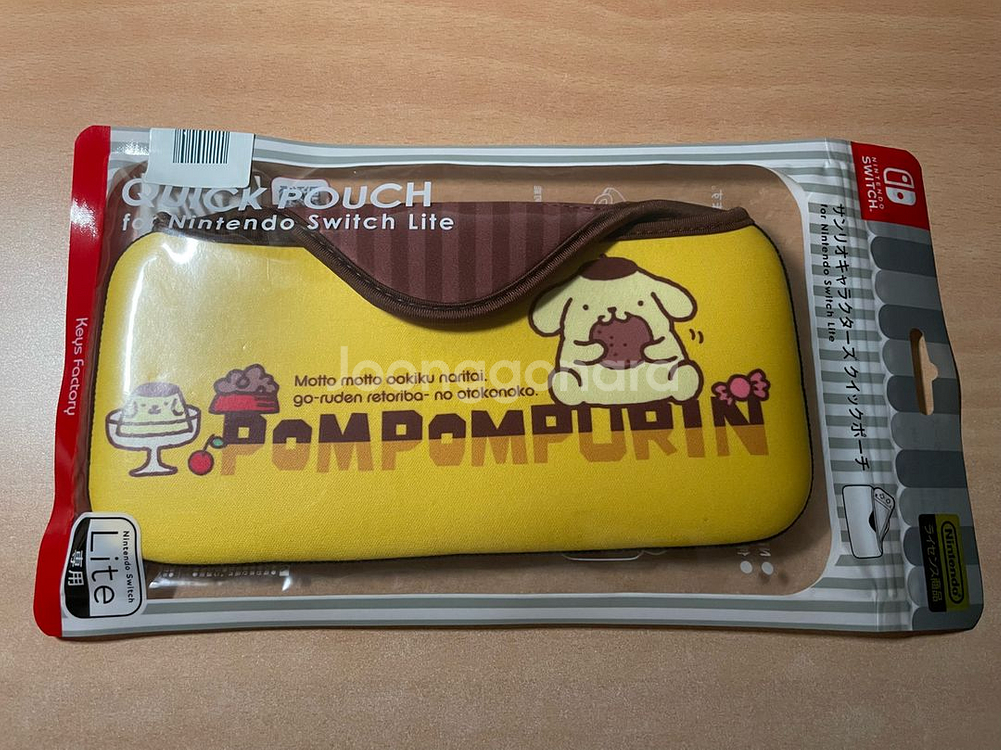 QUICK POUCH
for Nintendo Switch Lite
Keys Factory
Motto motto ookiku naritai.
go-ruden retoriba- no otokonoko.
POMPOMPURIN
loonggonara
Nintendo Switch
Lite
専用
NINTENDO
SWITCH
サンリオキャラクターズ クイックポーチ
for Nintendo Switch Lite
Nintendo
ライセンス商品